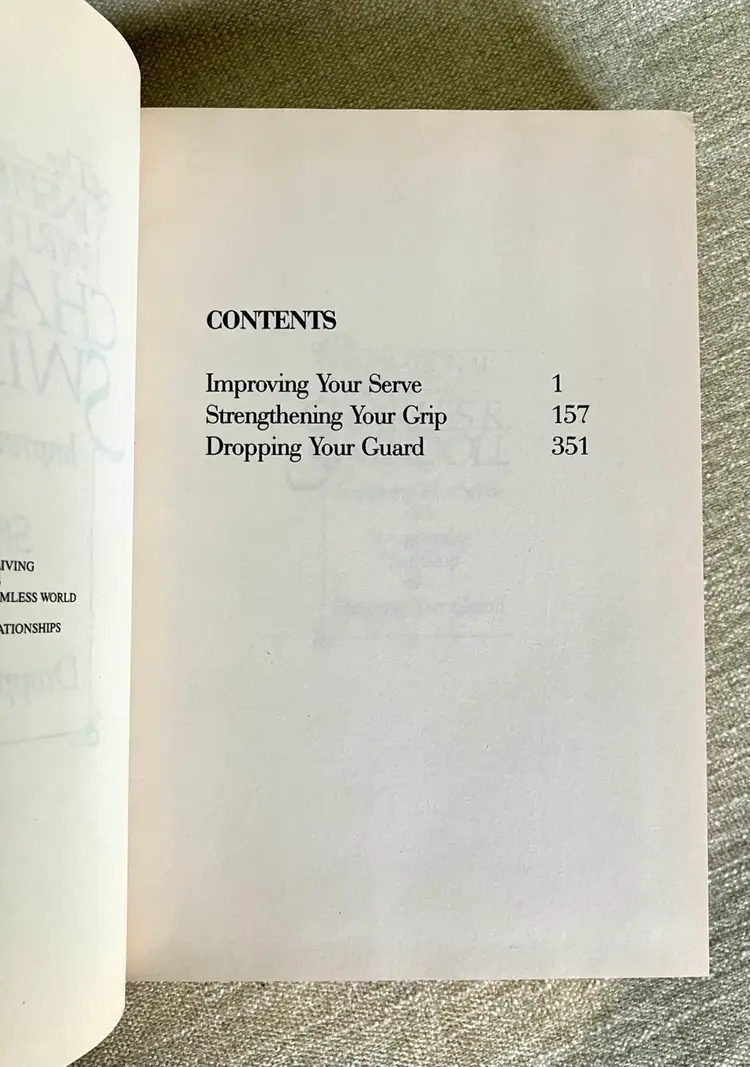 IVING
MLESS WORLD
ATIONSHIPS
CONTENTS
Improving Your Serve 1
Strengthening Your Grip 157
Dropping Your Guard 351